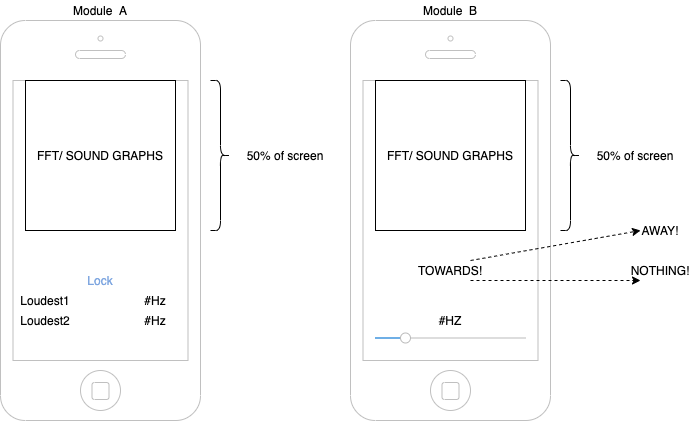 Module A
FFT/ SOUND GRAPHS
50% of screen
Lock
Loudest1 #Hz
Loudest2 #Hz
Module B
FFT/ SOUND GRAPHS
50% of screen
AWAY!
TOWARDS!
NOTHING!
#HZ